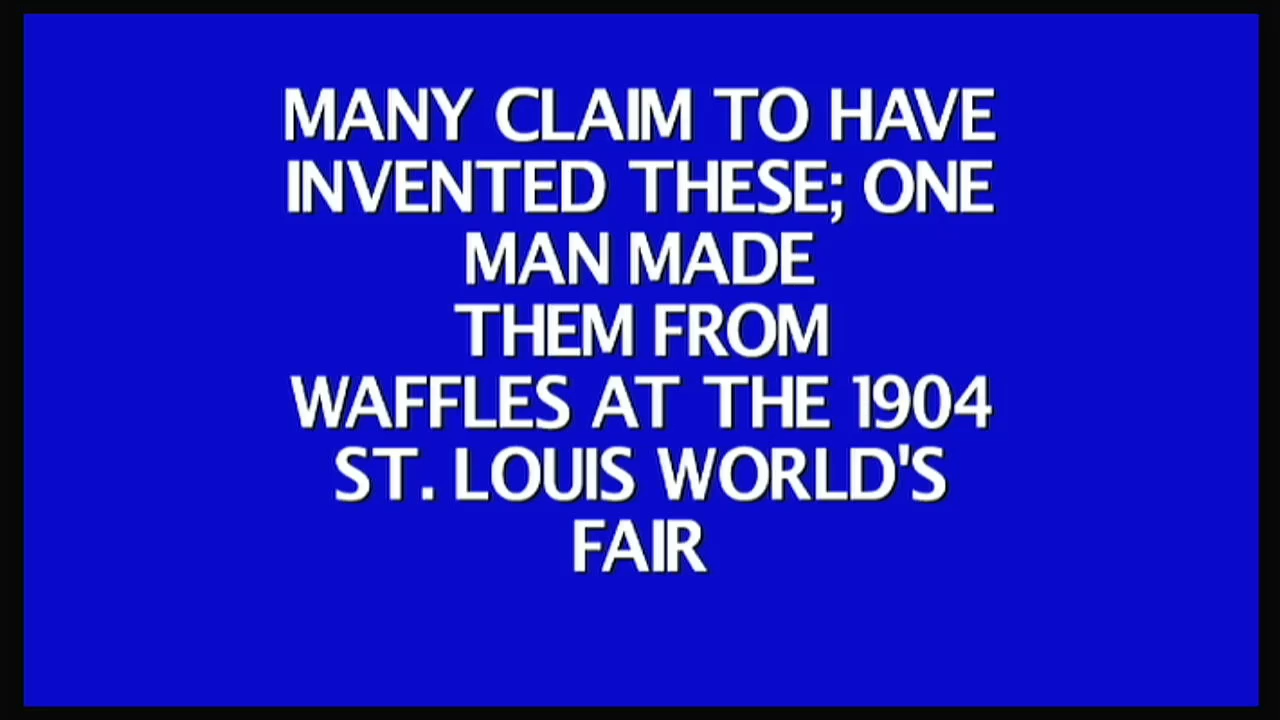 MANY CLAIM TO HAVE
INVENTED THESE; ONE
MAN MADE
THEM FROM
WAFFLES AT THE 1904
ST. LOUIS WORLD'S
FAIR